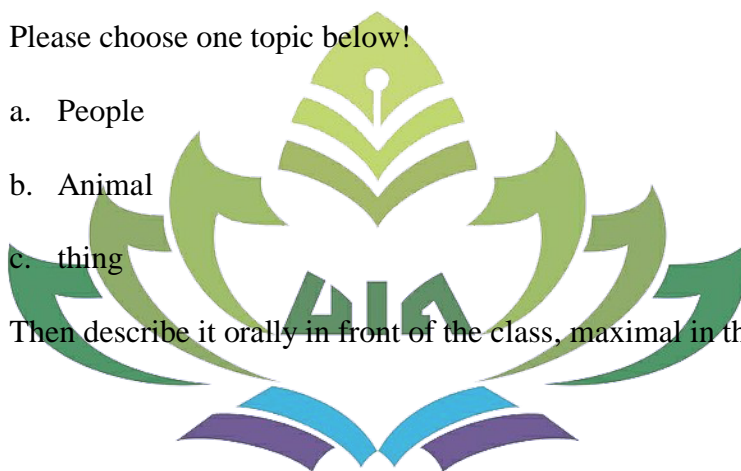 Please choose one topic below!
a. People
b. Animal
c. thing
Then describe it orally in front of the class, maximal in th